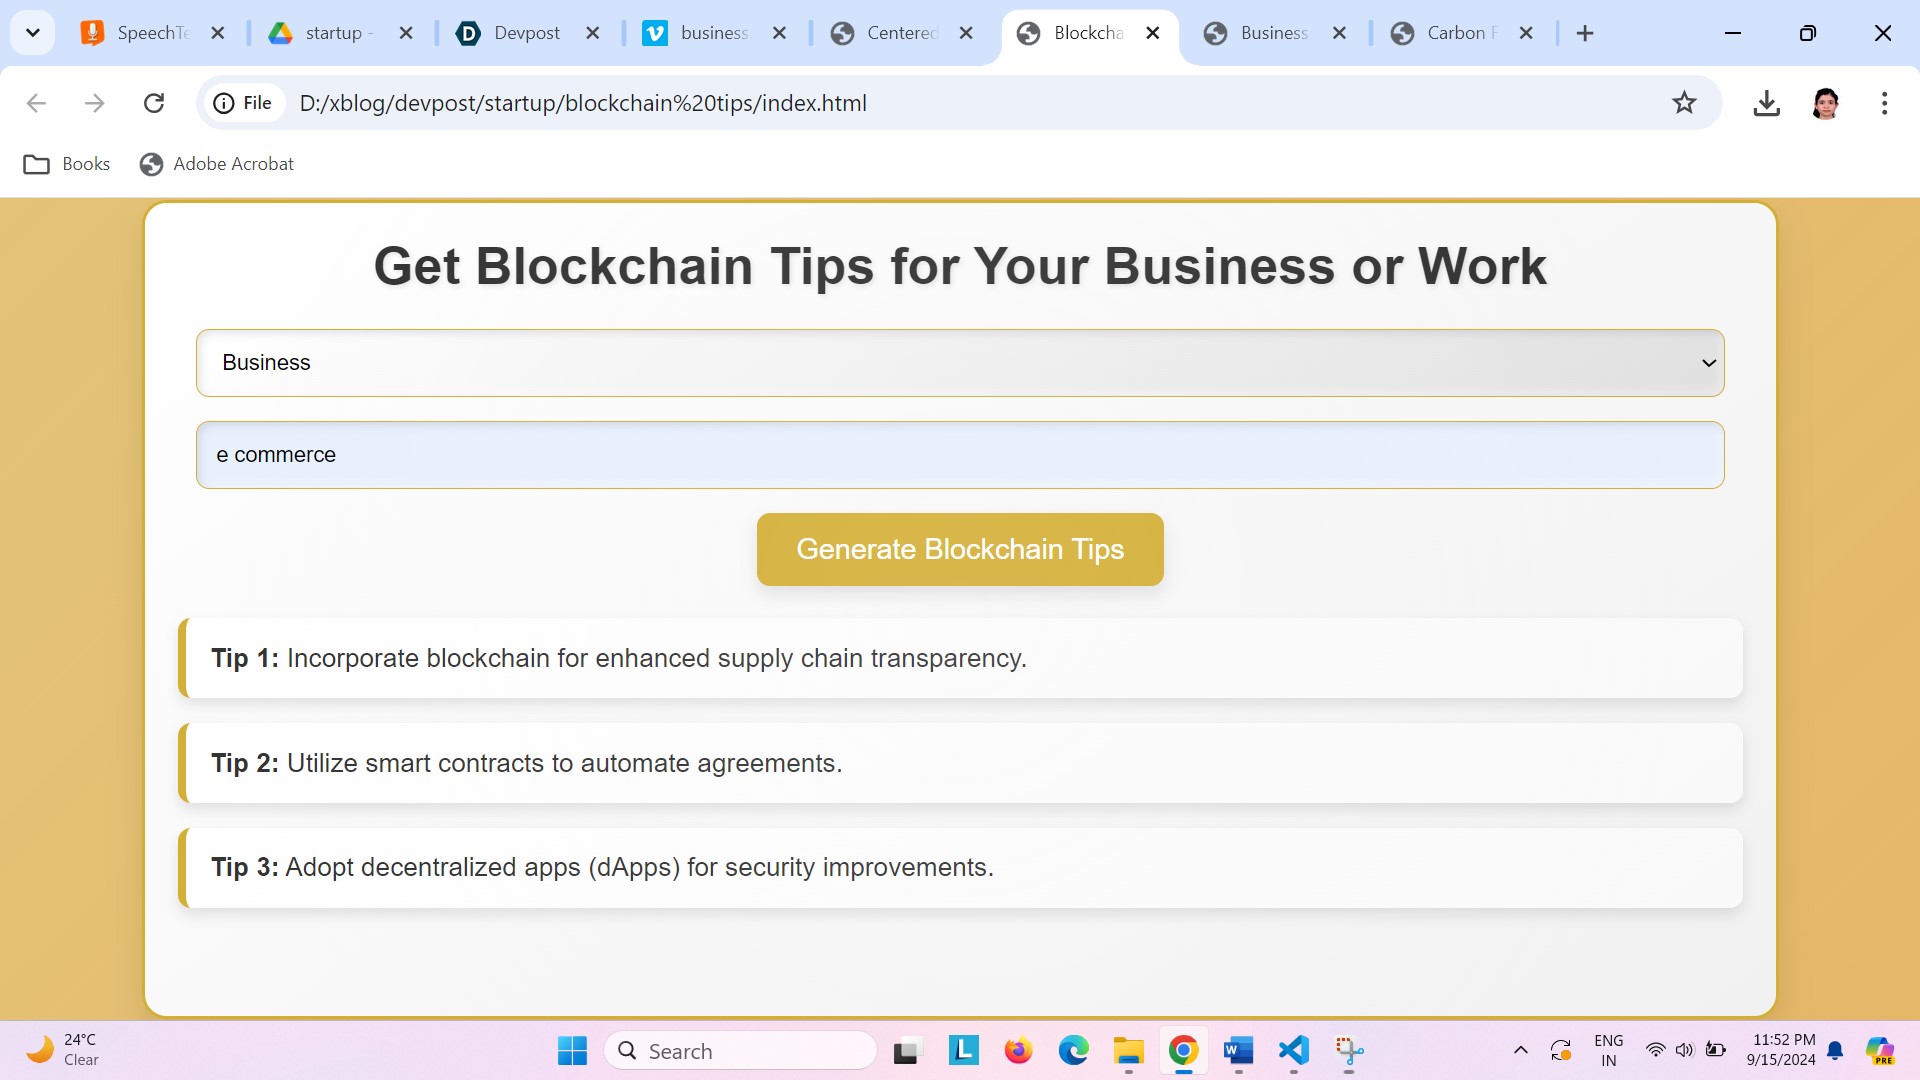 SpeechTe
startup -
Devpost
business
Centered
Blockcha
Business
Carbon F
File
D:/xblog/devpost/startup/blockchain%20tips/index.html
Books
Adobe Acrobat
Get Blockchain Tips for Your Business or Work
Business
e commerce
Generate Blockchain Tips
Tip 1: Incorporate blockchain for enhanced supply chain transparency.
Tip 2: Utilize smart contracts to automate agreements.
Tip 3: Adopt decentralized apps (dApps) for security improvements.
24°C
Clear
Search
ENG
IN
11:52 PM
9/15/2024
PRE